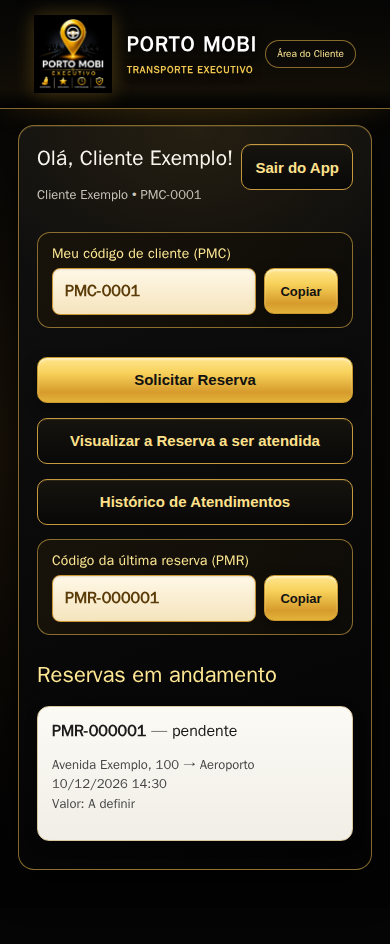 PORTO MOBI
EXECUTIVO
PORTO MOBI
TRANSPORTE EXECUTIVO
Área do Cliente
Olá, Cliente Exemplo!
Sair do App
Cliente Exemplo • PMC-0001
Meu código de cliente (PMC)
PMC-0001
Copiar
Solicitar Reserva
Visualizar a Reserva a ser atendida
Histórico de Atendimentos
Código da última reserva (PMR)
PMR-000001
Copiar
Reservas em andamento
PMR-000001 — pendente
Avenida Exemplo, 100 → Aeroporto
10/12/2026 14:30
Valor: A definir